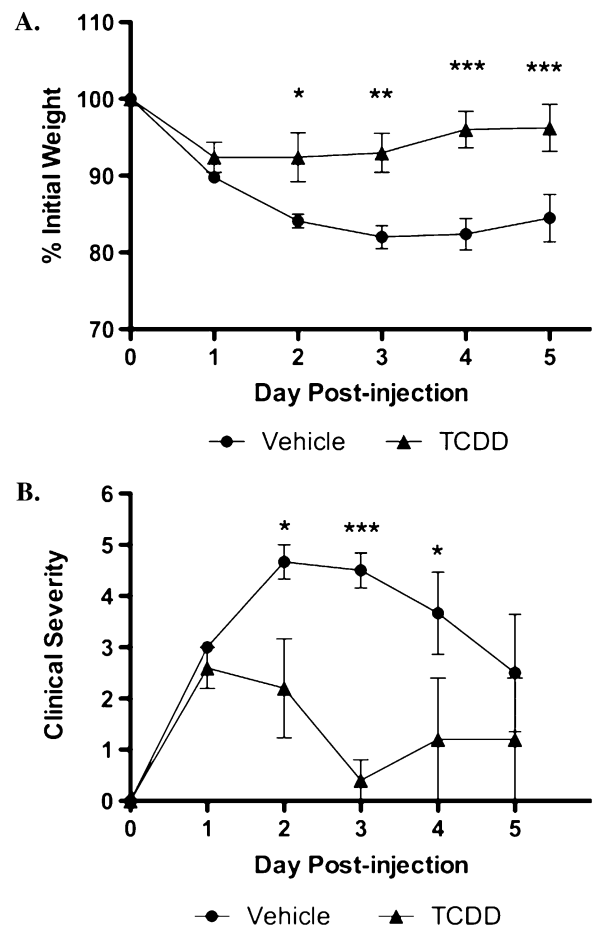 A.
110
100
90
80
70
% Initial Weight
* ** *** ***
0 1 2 3 4 5
Day Post-injection
Vehicle TCDD
B.
6
5
4
3
2
1
0
Clinical Severity
* *** *
0 1 2 3 4 5
Day Post-injection
Vehicle TCDD